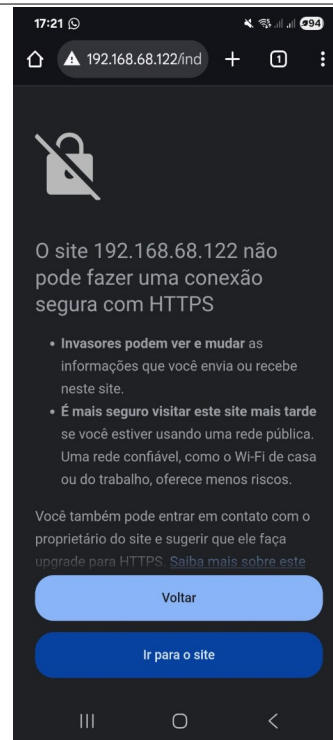 17:21 94
192.168.68.122/ind 1
O site 192.168.68.122 não
pode fazer uma conexão
segura com HTTPS
• Invasores podem ver e mudar as
informações que você envia ou recebe
neste site.
• É mais seguro visitar este site mais tarde
se você estiver usando uma rede pública.
Uma rede confiável, como o Wi-Fi de casa
ou do trabalho, oferece menos riscos.
Você também pode entrar em contato com o
proprietário do site e sugerir que ele faça
upgrade para HTTPS. Saiba mais sobre este
Voltar
Ir para o site